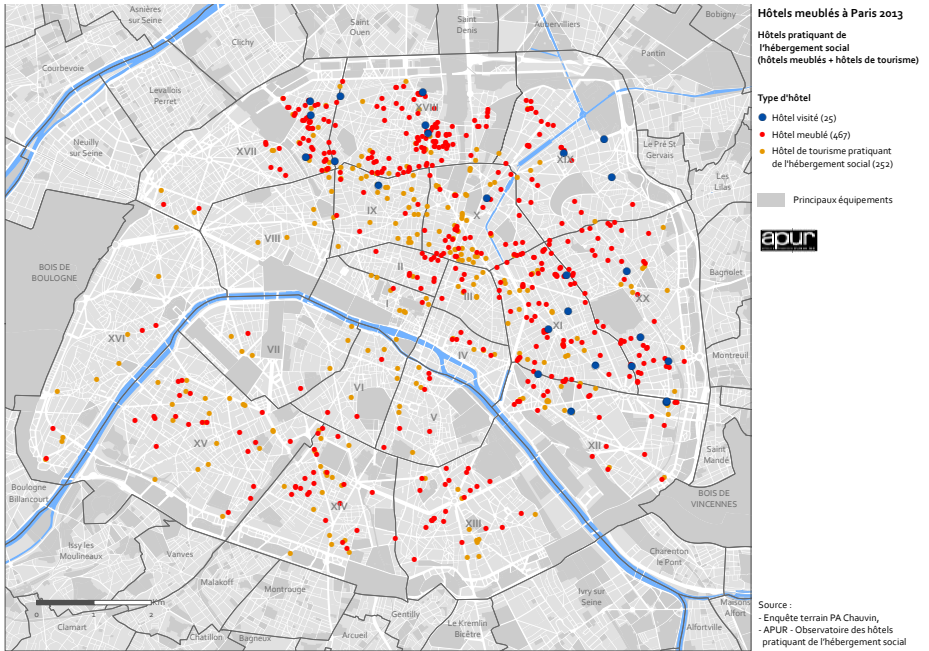 Hôtels meublés à Paris 2013
Hôtels pratiquant de
l'hébergement social
(hôtels meublés + hôtels de tourisme)
Type d'hôtel
Hôtel visité (25)
Hôtel meublé (467)
Hôtel de tourisme pratiquant
de l'hébergement social (252)
Principaux équipements
apur
Asnières
sur Seine
Saint
Ouen
Saint
Denis
Aubervilliers
Bobigny
Clichy
Pantin
Courbevoie
Levallois
Perret
Neuilly
sur Seine
XVII
XVIII
XIX
Le Pré St
Gervais
Les
Lilas
IX
X
VIII
BOIS DE
BOULOGNE
II
Bagnolet
I
III
XX
XI
XVI
VII
IV
Montreuil
VI
V
XV
XII
Saint
Mandé
Boulogne
Billancourt
BOIS DE
VINCENNES
XIV
XIII
Issy les
Moulineaux
Vanves
Charenton
le Pont
Malakoff
Montrouge
Ivry sur
Seine
Km
0 1 2
Maisons
Alfort
Gentilly
Le Kremlin
Bicêtre
Clamart
Chatillon
Bagneux
Arcueil
Alfortville
Source :
- Enquête terrain PA Chauvin,
- APUR - Observatoire des hôtels
pratiquant de l'hébergement social